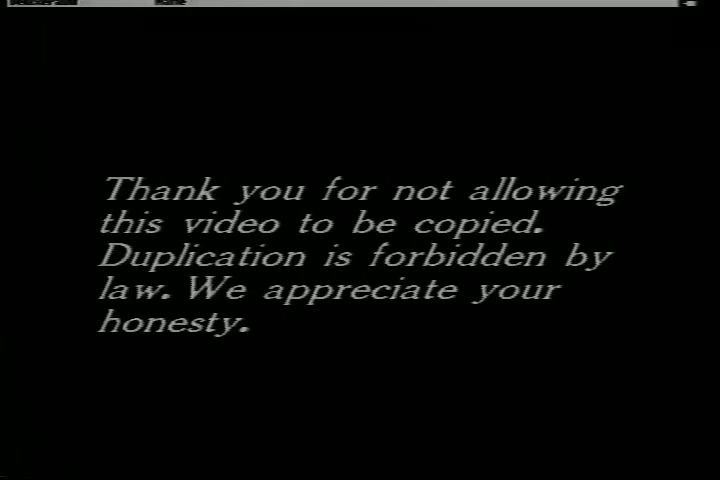 Thank you for not allowing
this video to be copied.
Duplication is forbidden by
law. We appreciate your
honesty.